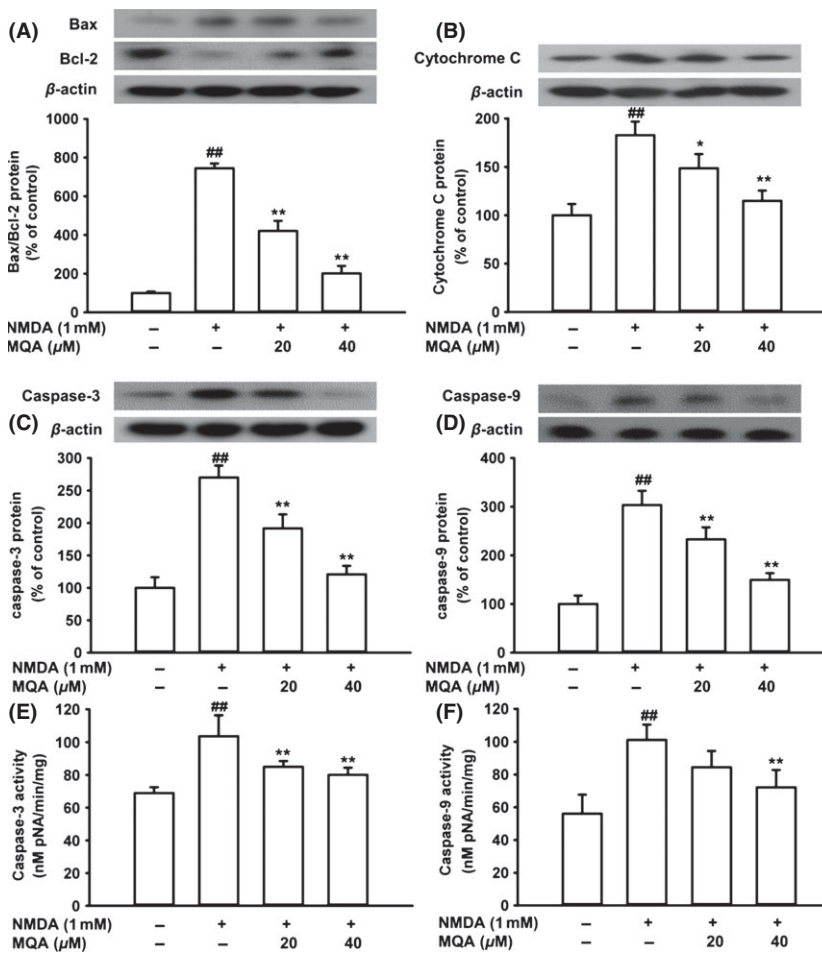 (A)
Bax
Bcl-2
β-actin
1000
800
600
400
200
0
Bax/Bcl-2 protein
(% of control)
##
**
**
NMDA (1 mM) – + + +
MQA (μM) – – 20 40
(B)
Cytochrome C
β-actin
200
150
100
50
0
Cytochrome C protein
(% of control)
##
*
**
NMDA (1 mM) – + + +
MQA (μM) – – 20 40
Caspase-3
(C)
β-actin
300
250
200
150
100
50
0
caspase-3 protein
(% of control)
##
**
**
NMDA (1 mM) – + + +
MQA (μM) – – 20 40
Caspase-9
(D)
β-actin
400
300
200
100
0
caspase-9 protein
(% of control)
##
**
**
NMDA (1 mM) – + + +
MQA (μM) – – 20 40
(E)
120
100
80
60
40
20
0
Caspase-3 activity
(nM pNA/min/mg)
##
**
**
NMDA (1 mM) – + + +
MQA (μM) – – 20 40
(F)
120
100
80
60
40
20
0
Caspase-9 activity
(nM pNA/min/mg)
##
**
NMDA (1 mM) – + + +
MQA (μM) – – 20 40